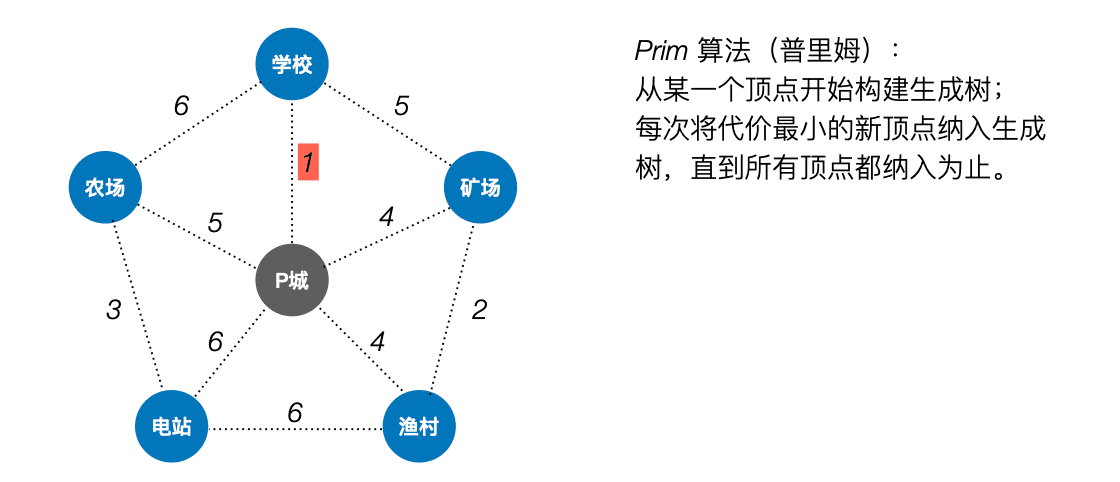 Prim 算法（普里姆）：
从某一个顶点开始构建生成树；
每次将代价最小的新顶点纳入生成
树，直到所有顶点都纳入为止。
学校
6
5
1
农场
矿场
5
4
P城
3
2
6
4
电站
6
渔村